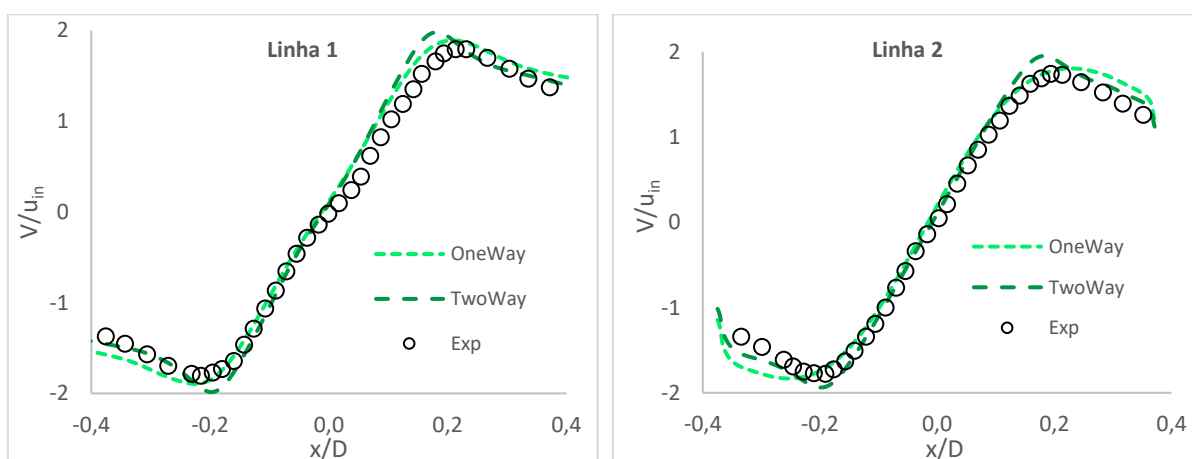 Linha 1
2
1
0
-1
-2
V/u_in
OneWay
TwoWay
Exp
-0,4
-0,2
0,0
0,2
0,4
x/D
Linha 2
2
1
0
-1
-2
V/u_in
OneWay
TwoWay
Exp
-0,4
-0,2
0,0
0,2
0,4
x/D